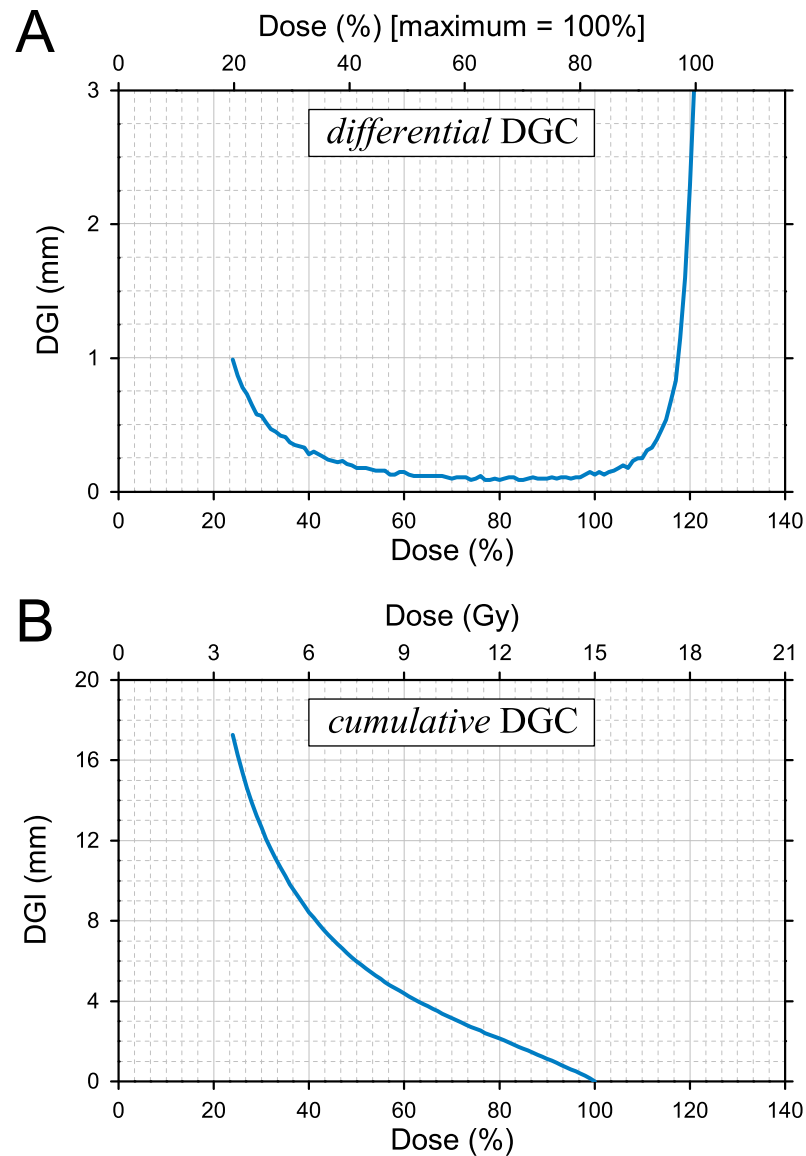 A
Dose (%) [maximum = 100%]
0 20 40 60 80 100
differential DGC
3
2
1
0
DGI (mm)
0 20 40 60 80 100 120 140
Dose (%)
B
Dose (Gy)
0 3 6 9 12 15 18 21
cumulative DGC
20
16
12
8
4
0
DGI (mm)
0 20 40 60 80 100 120 140
Dose (%)